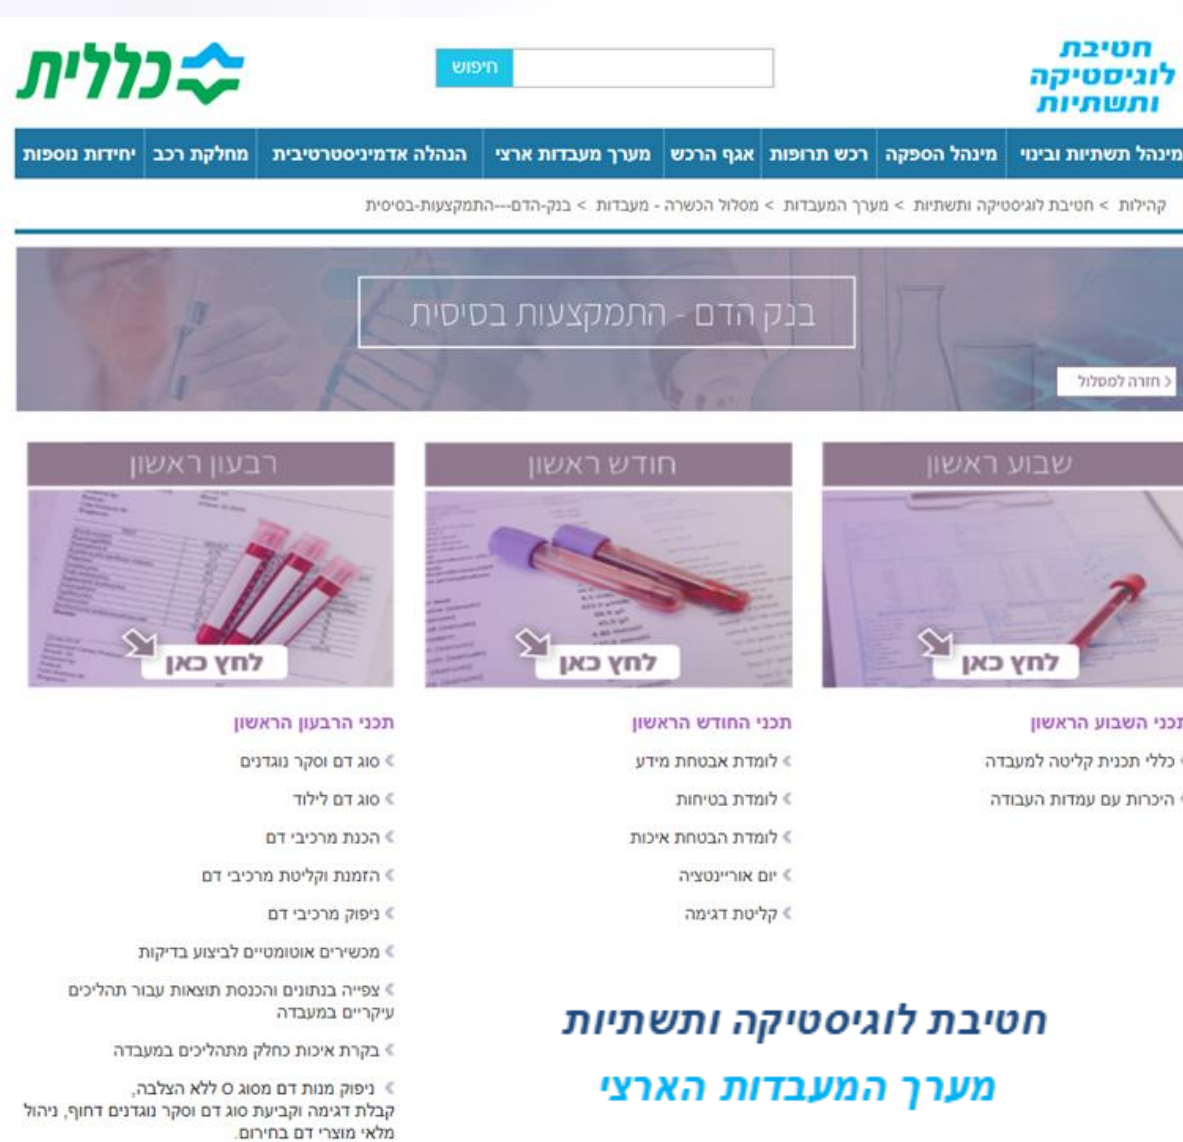 חטיבת
לוגיסטיקה
ותשתיות
חיפוש
כללית
מינהל תשתיות ובינוי
מינהל הספקה
רכש תרופות
אגף הרכש
מערך מעבדות ארצי
הנהלה אדמיניסטרטיבית
מחלקת רכב
יחידות נוספות
קהילות > חטיבת לוגיסטיקה ותשתיות > מערך המעבדות > מסלול הכשרה - מעבדות > בנק-הדם---התמקצעות-בסיסית
בנק הדם - התמקצעות בסיסית
> חזרה למסלול
שבוע ראשון
לחץ כאן
תכני השבוע הראשון
כללי תכנית קליטה למעבדה
היכרות עם עמדות העבודה
חודש ראשון
לחץ כאן
תכני החודש הראשון
לומדת אבטחת מידע
לומדת בטיחות
לומדת הבטחת איכות
יום אוריינטציה
קליטת דגימה
רבעון ראשון
לחץ כאן
תכני הרבעון הראשון
סוג דם וסקר נוגדנים
סוג דם לילוד
הכנת מרכיבי דם
הזמנת וקליטת מרכיבי דם
ניפוק מרכיבי דם
מכשירים אוטומטיים לביצוע בדיקות
צפייה בנתונים והכנסת תוצאות עבור תהליכים
עיקריים במעבדה
בקרת איכות כחלק מתהליכים במעבדה
ניפוק מנות דם מסוג O ללא הצלבה,
קבלת דגימה וקביעת סוג דם וסקר נוגדנים דחוף, ניהול
מלאי מוצרי דם בחירום.
חטיבת לוגיסטיקה ותשתיות
מערך המעבדות הארצי